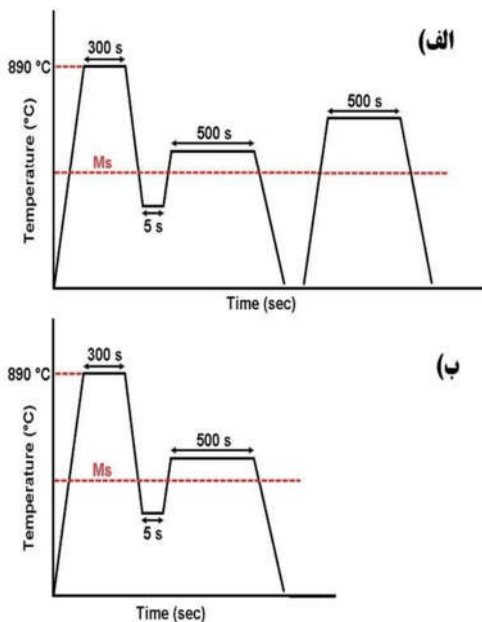 الف)
300 s
890 °C
500 s
500 s
Ms
5 s
Temperature (°C)
Time (sec)
ب)
300 s
890 °C
500 s
Ms
5 s
Temperature (°C)
Time (sec)